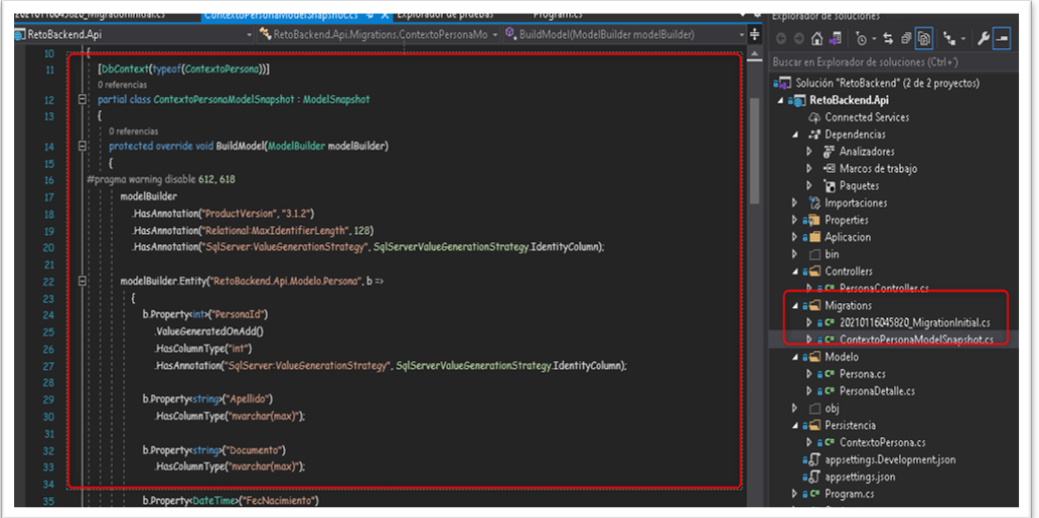 20210116045820_MigrationInitial.cs
ContextoPersonaModelSnapshot.cs
Explorador de pruebas
Program.cs
RetoBackend.Api
RetoBackend.Api.Migrations.ContextoPersonaMo
BuildModel(ModelBuilder modelBuilder)
10 {
11 [DbContext(typeof(ContextoPersona))]
0 referencias
12 partial class ContextoPersonaModelSnapshot : ModelSnapshot
13 {
0 referencias
14 protected override void BuildModel(ModelBuilder modelBuilder)
15 {
16 #pragma warning disable 612, 618
17 modelBuilder
18 .HasAnnotation("ProductVersion", "3.1.2")
19 .HasAnnotation("Relational:MaxIdentifierLength", 128)
20 .HasAnnotation("SqlServer:ValueGenerationStrategy", SqlServerValueGenerationStrategy.IdentityColumn);
21
22 modelBuilder.Entity("RetoBackend.Api.Modelo.Persona", b =>
23 {
24 b.Property<int>("PersonaId")
25 .ValueGeneratedOnAdd()
26 .HasColumnType("int")
27 .HasAnnotation("SqlServer:ValueGenerationStrategy", SqlServerValueGenerationStrategy.IdentityColumn);
28
29 b.Property<string>("Apellido")
30 .HasColumnType("nvarchar(max)");
31
32 b.Property<string>("Documento")
33 .HasColumnType("nvarchar(max)");
34
35 b.Property<DateTime>("FecNacimiento")
Explorador de soluciones
Buscar en Explorador de soluciones (Ctrl+')
Solución "RetoBackend" (2 de 2 proyectos)
RetoBackend.Api
Connected Services
Dependencias
Analizadores
Marcos de trabajo
Paquetes
Importaciones
Properties
Aplicacion
bin
Controllers
PersonaController.cs
Migrations
20210116045820_MigrationInitial.cs
ContextoPersonaModelSnapshot.cs
Modelo
Persona.cs
PersonaDetalle.cs
obj
Persistencia
ContextoPersona.cs
appsettings.Development.json
appsettings.json
Program.cs